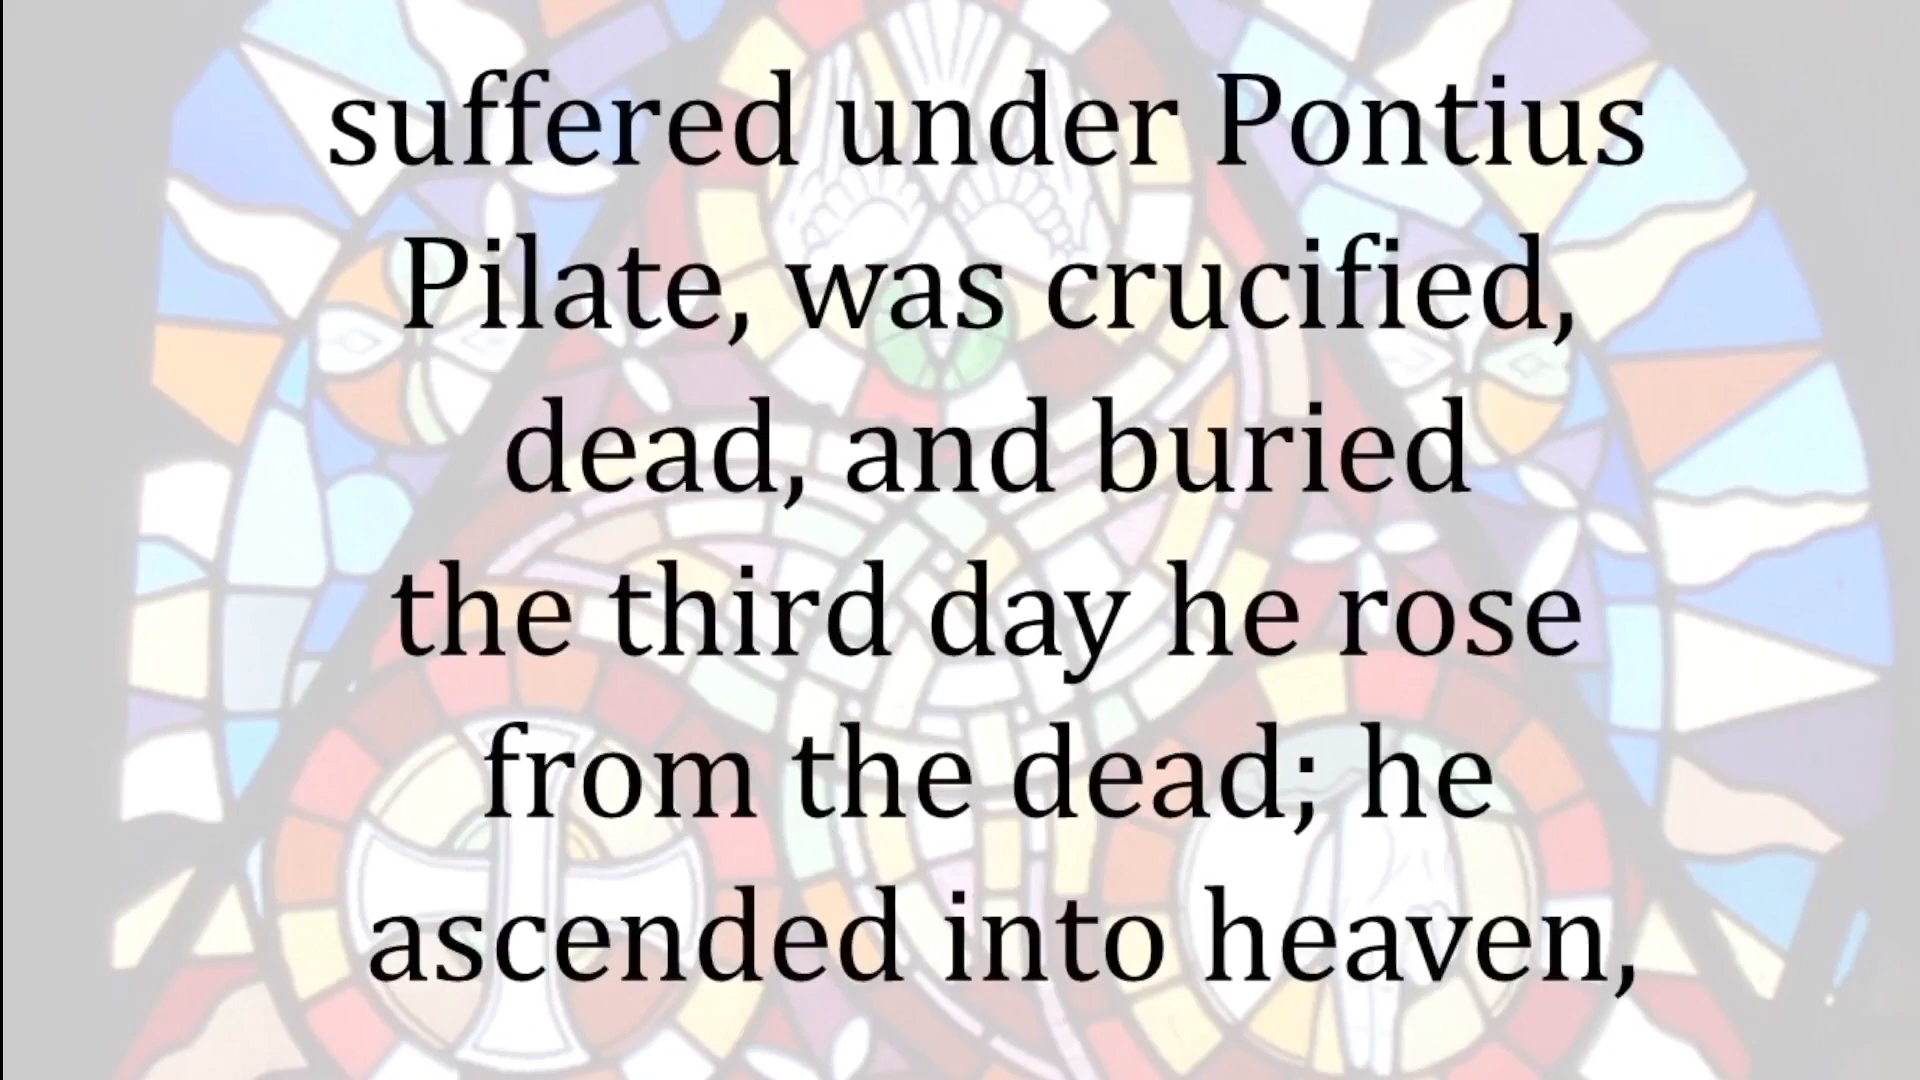 suffered under Pontius
Pilate, was crucified,
dead, and buried
the third day he rose
from the dead; he
ascended into heaven,